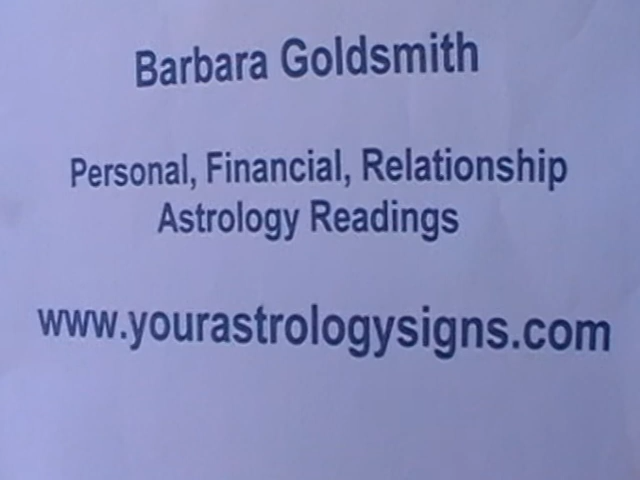 Barbara Goldsmith
Personal, Financial, Relationship
Astrology Readings
www.yourastrologysigns.com